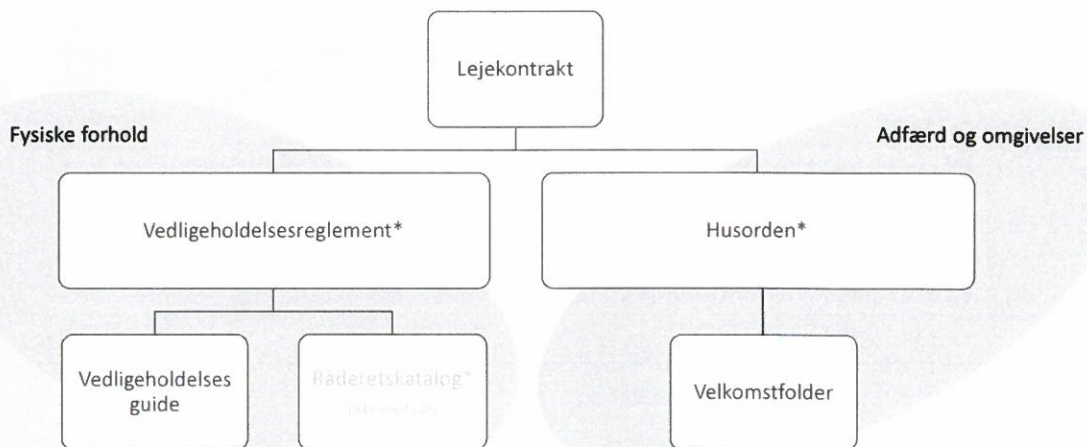 Lejekontrakt
Fysiske forhold
Adfærd og omgivelser
Vedligeholdelsesreglement*
Husorden*
Vedligeholdelses
guide
Råderetskatalog*
Velkomstfolder